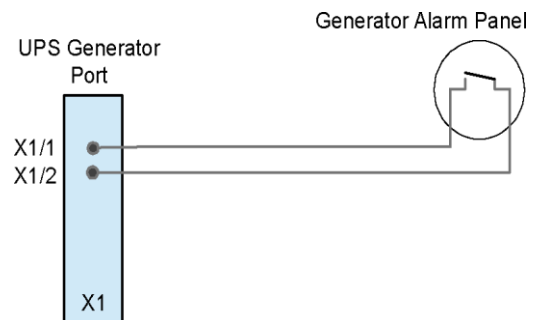 Generator Alarm Panel
UPS Generator
Port
X1/1
X1/2
X1